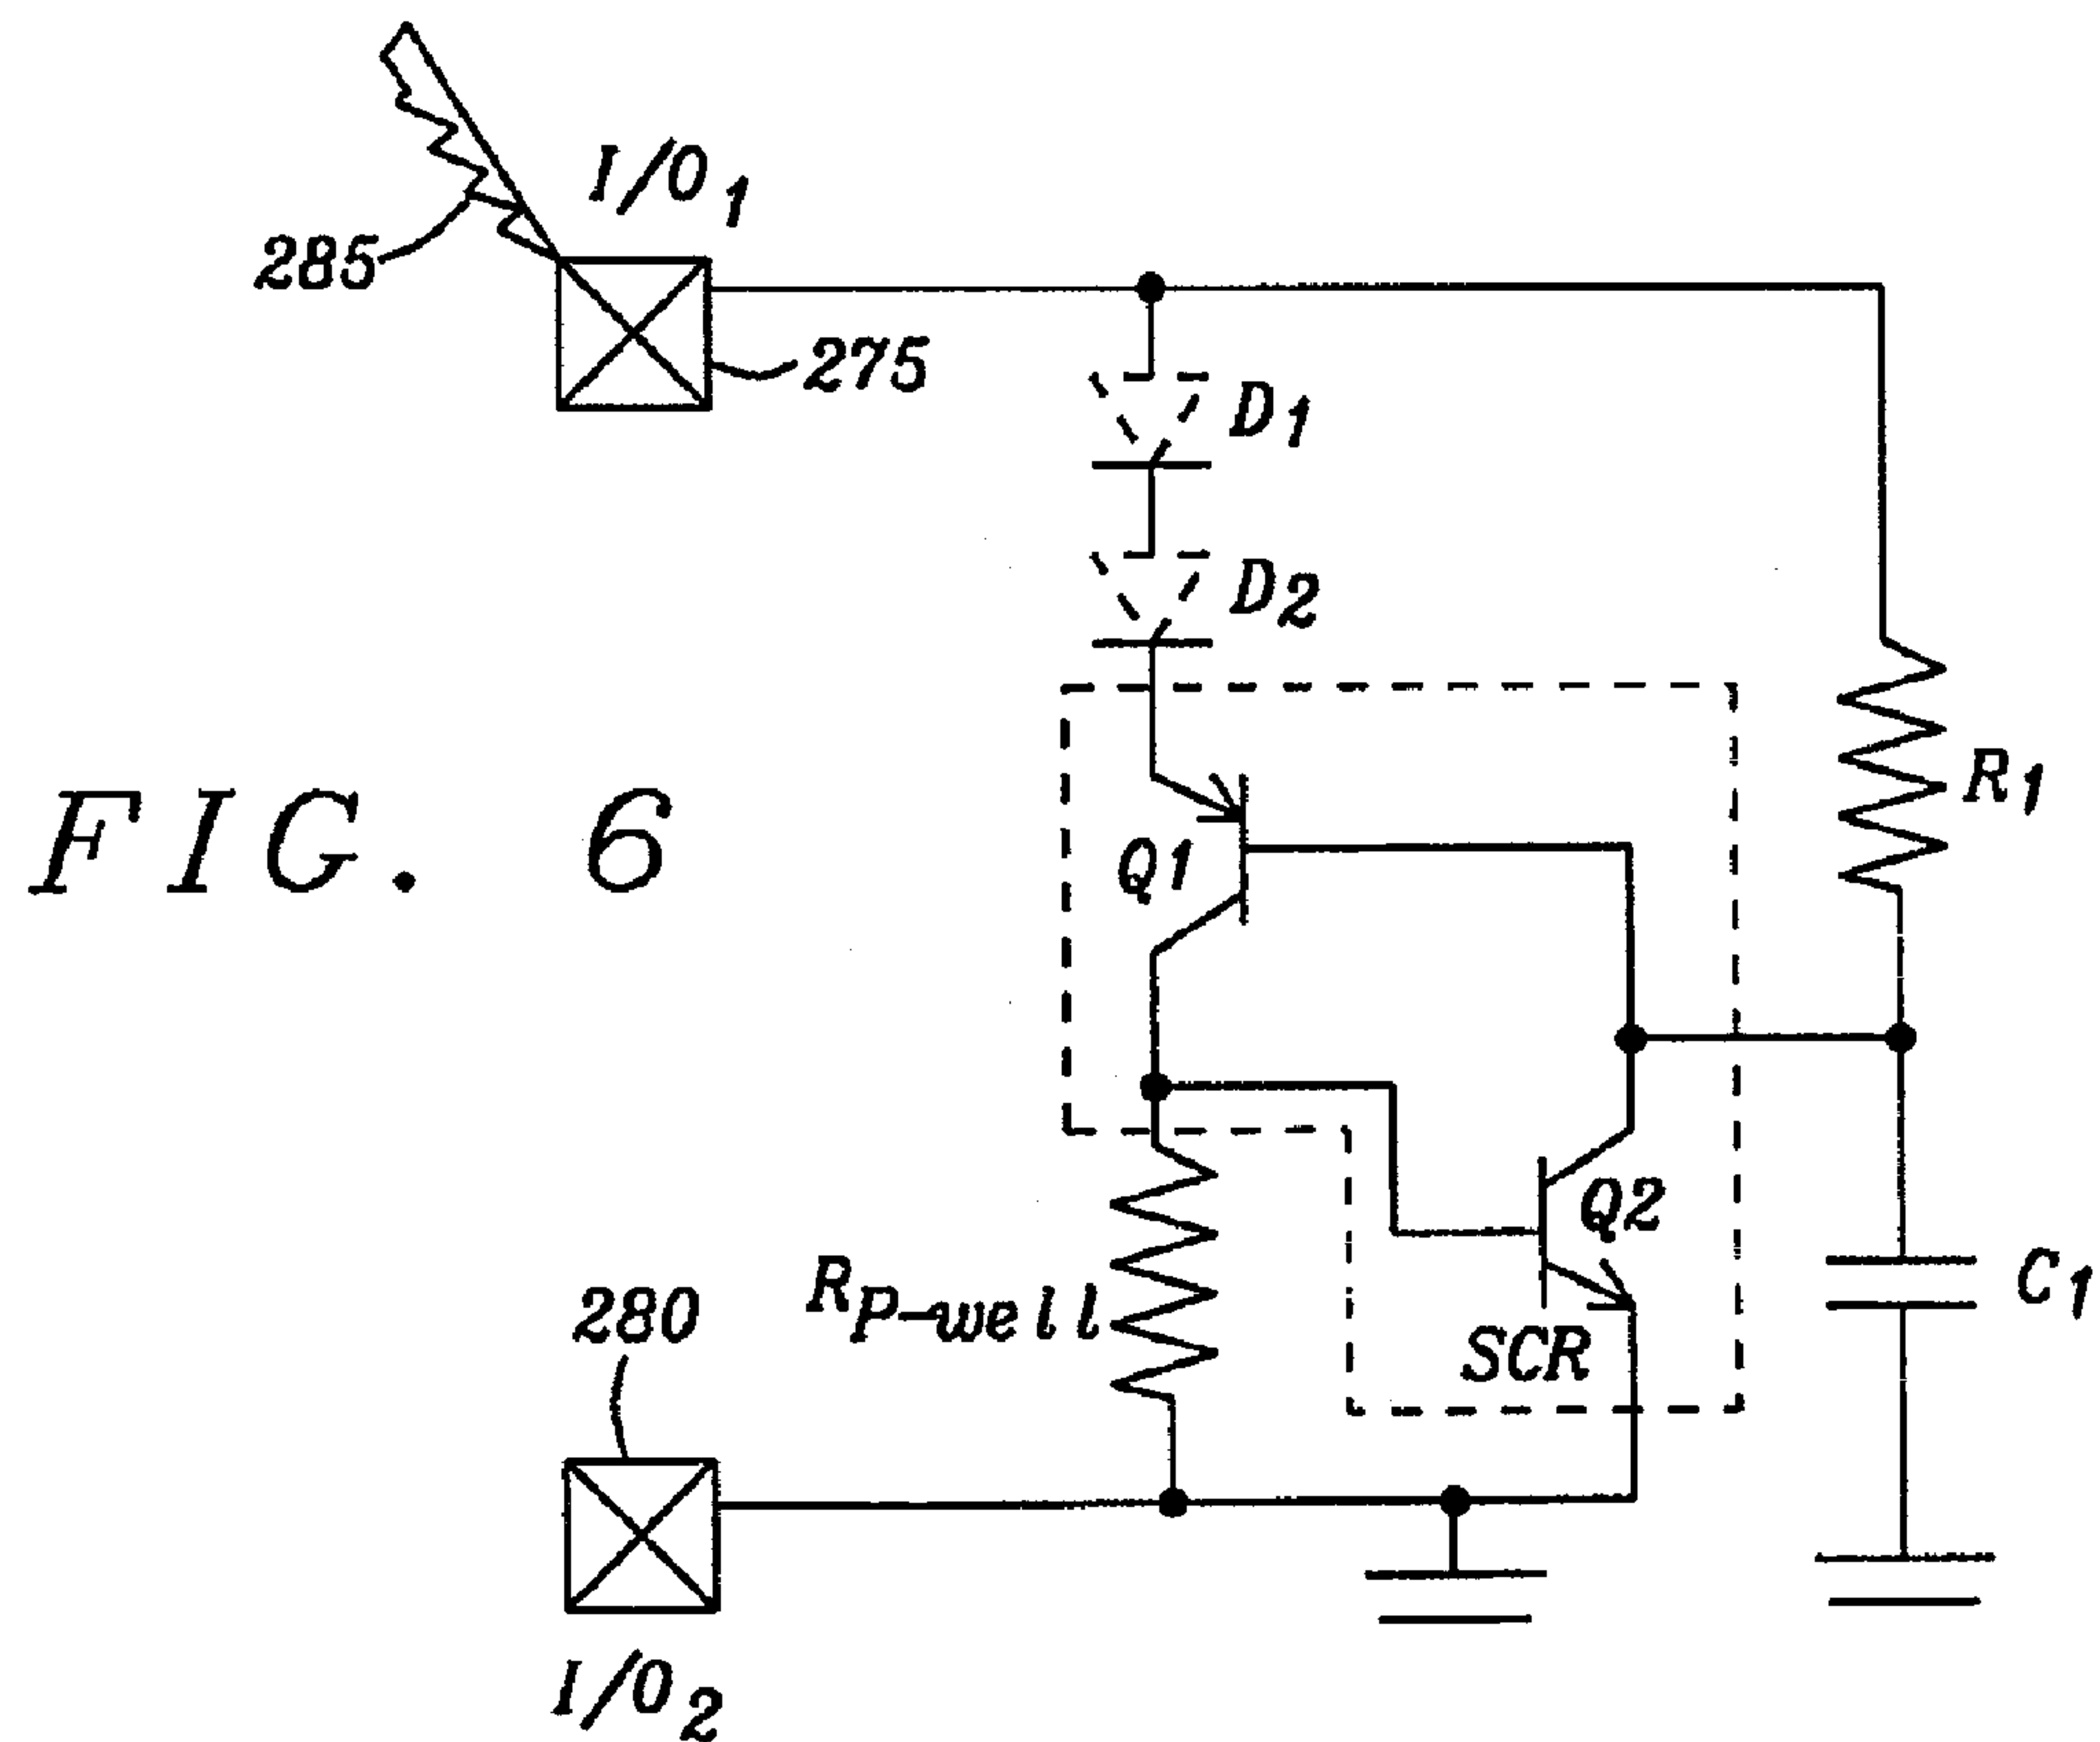 I/O1
285
275
D1
D2
R1
FIG. 6
Q1
Q2
RP-well
280
SCR
C1
I/O2